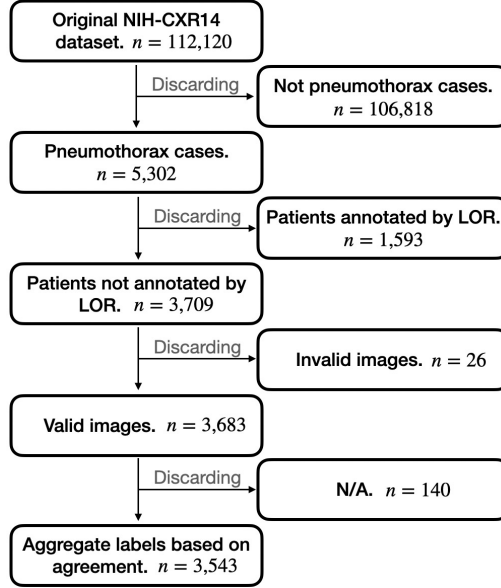 Original NIH-CXR14
dataset. n = 112,120
Discarding
Not pneumothorax cases.
n = 106,818
Pneumothorax cases.
n = 5,302
Discarding
Patients annotated by LOR.
n = 1,593
Patients not annotated by
LOR. n = 3,709
Discarding
Invalid images. n = 26
Valid images. n = 3,683
Discarding
N/A. n = 140
Aggregate labels based on
agreement. n = 3,543